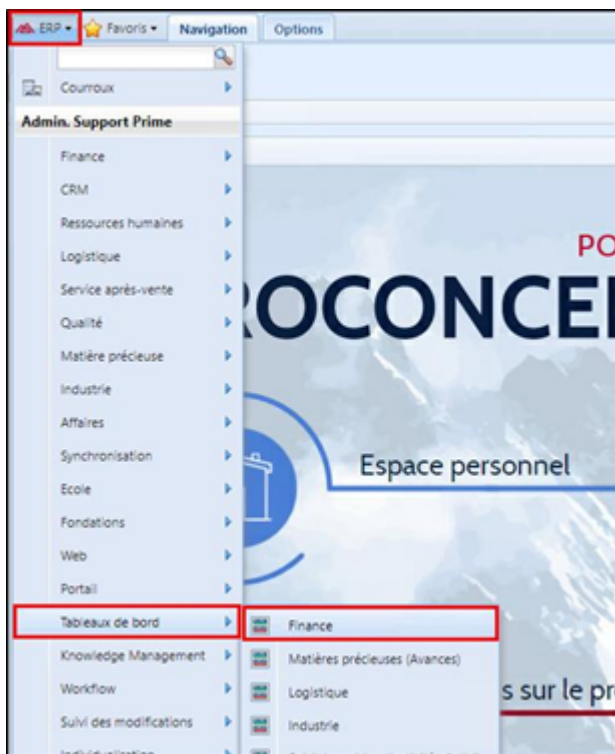 ERP Favoris Navigation Options
Courroux
Admin. Support Prime
Finance
CRM
Ressources humaines
Logistique
Service après-vente
Qualité
Matière précieuse
Industrie
Affaires
Synchronisation
Ecole
Fondations
Web
Portail
Tableaux de bord
Knowledge Management
Workflow
Suivi des modifications
Finance
Matières précieuses (Avances)
Logistique
Industrie
PO
OCONCE
Espace personnel
s sur le pr